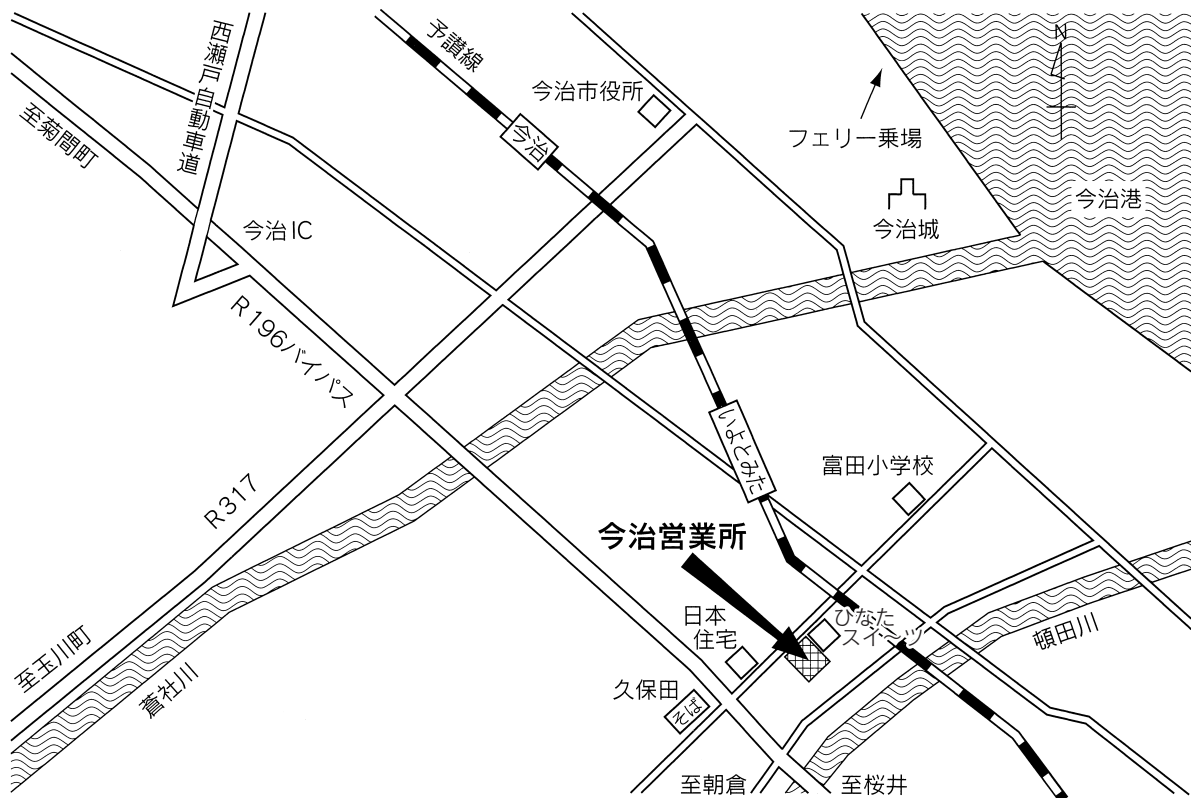 西瀬戸自動車道
予讃線
N
今治市役所
至菊間町
今治
フェリー乗場
今治港
今治IC
今治城
R196バイパス
いよとみた
富田小学校
R317
今治営業所
日本
住宅
ひなた
スイーツ
頓田川
至玉川町
蒼社川
久保田
そば
至朝倉
至桜井